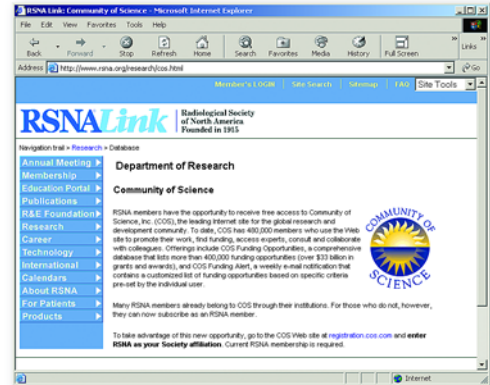 RSNA Link: Community of Science - Microsoft Internet Explorer
File Edit View Favorites Tools Help
Back Forward Stop Refresh Home Search Favorites Media History Full Screen Links
Address http://www.rsna.org/research/cos.html Go
Member's LOGIN | Site Search | Sitemap | FAQ Site Tools
RSNALink
Radiological Society
of North America
Founded in 1915
Navigation trail > Research > Database
Annual Meeting
Membership
Education Portal
Publications
R&E Foundation
Research
Career
Technology
International
Calendars
About RSNA
For Patients
Products
Department of Research
Community of Science
RSNA members have the opportunity to receive free access to Community of
Science, Inc. (COS), the leading Internet site for the global research and
development community. To date, COS has 480,000 members who use the Web
site to promote their work, find funding, access experts, consult and collaborate
with colleagues. Offerings include COS Funding Opportunities, a comprehensive
database that lists more than 400,000 funding opportunities (over $33 billion in
grants and awards), and COS Funding Alert, a weekly e-mail notification that
contains a customized list of funding opportunities based on specific criteria
pre-set by the individual user.
COMMUNITY OF
SCIENCE
Many RSNA members already belong to COS through their institutions. For those who do not, however,
they can now subscribe as an RSNA member.
To take advantage of this new opportunity, go to the COS Web site at registration.cos.com and enter
RSNA as your Society affiliation. Current RSNA membership is required.
Internet